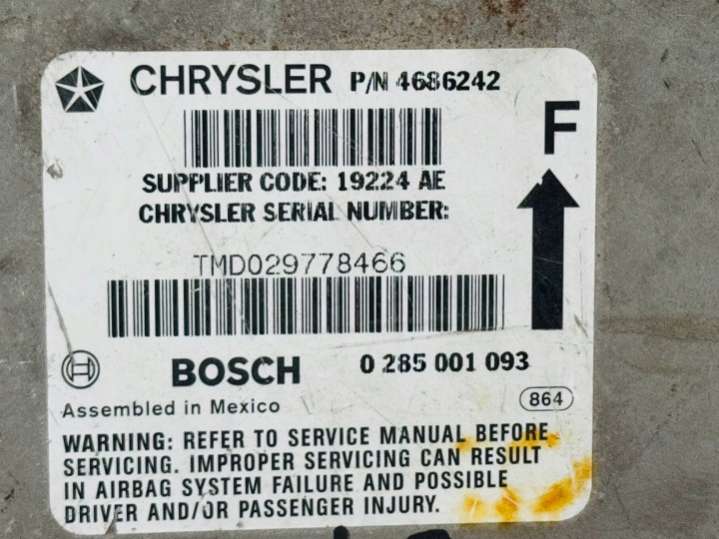 CHRYSLER P/N 4686242
F
SUPPLIER CODE: 19224 AE
CHRYSLER SERIAL NUMBER:
TMD029778466
BOSCH 0 285 001 093
Assembled in Mexico 864
WARNING: REFER TO SERVICE MANUAL BEFORE
SERVICING. IMPROPER SERVICING CAN RESULT
IN AIRBAG SYSTEM FAILURE AND POSSIBLE
DRIVER AND/OR PASSENGER INJURY.